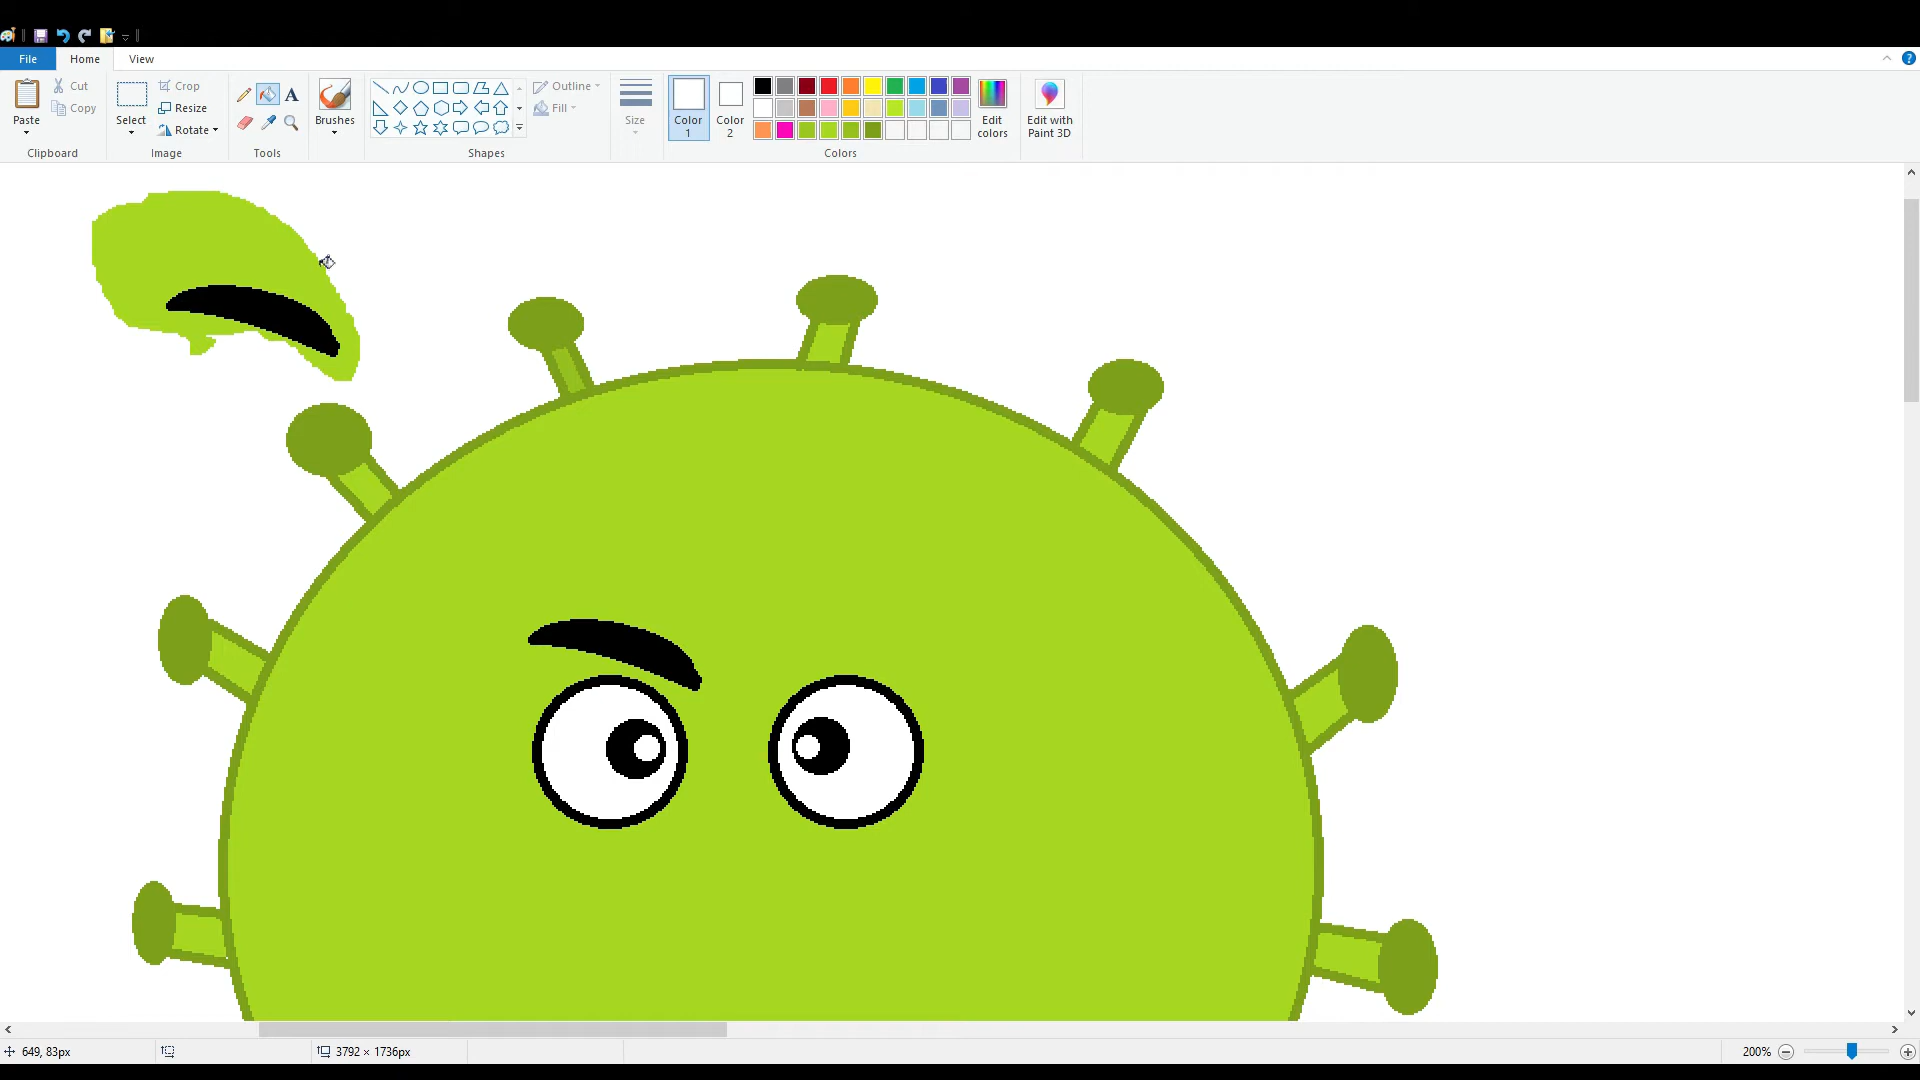 File Home View
Paste
Cut
Copy
Clipboard
Select
Crop
Resize
Rotate
Image
A
Tools
Brushes
Shapes
Outline
Fill
Size
Color 1
Color 2
Colors
Edit colors
Edit with Paint 3D
649, 83px
3792 × 1736px
200%